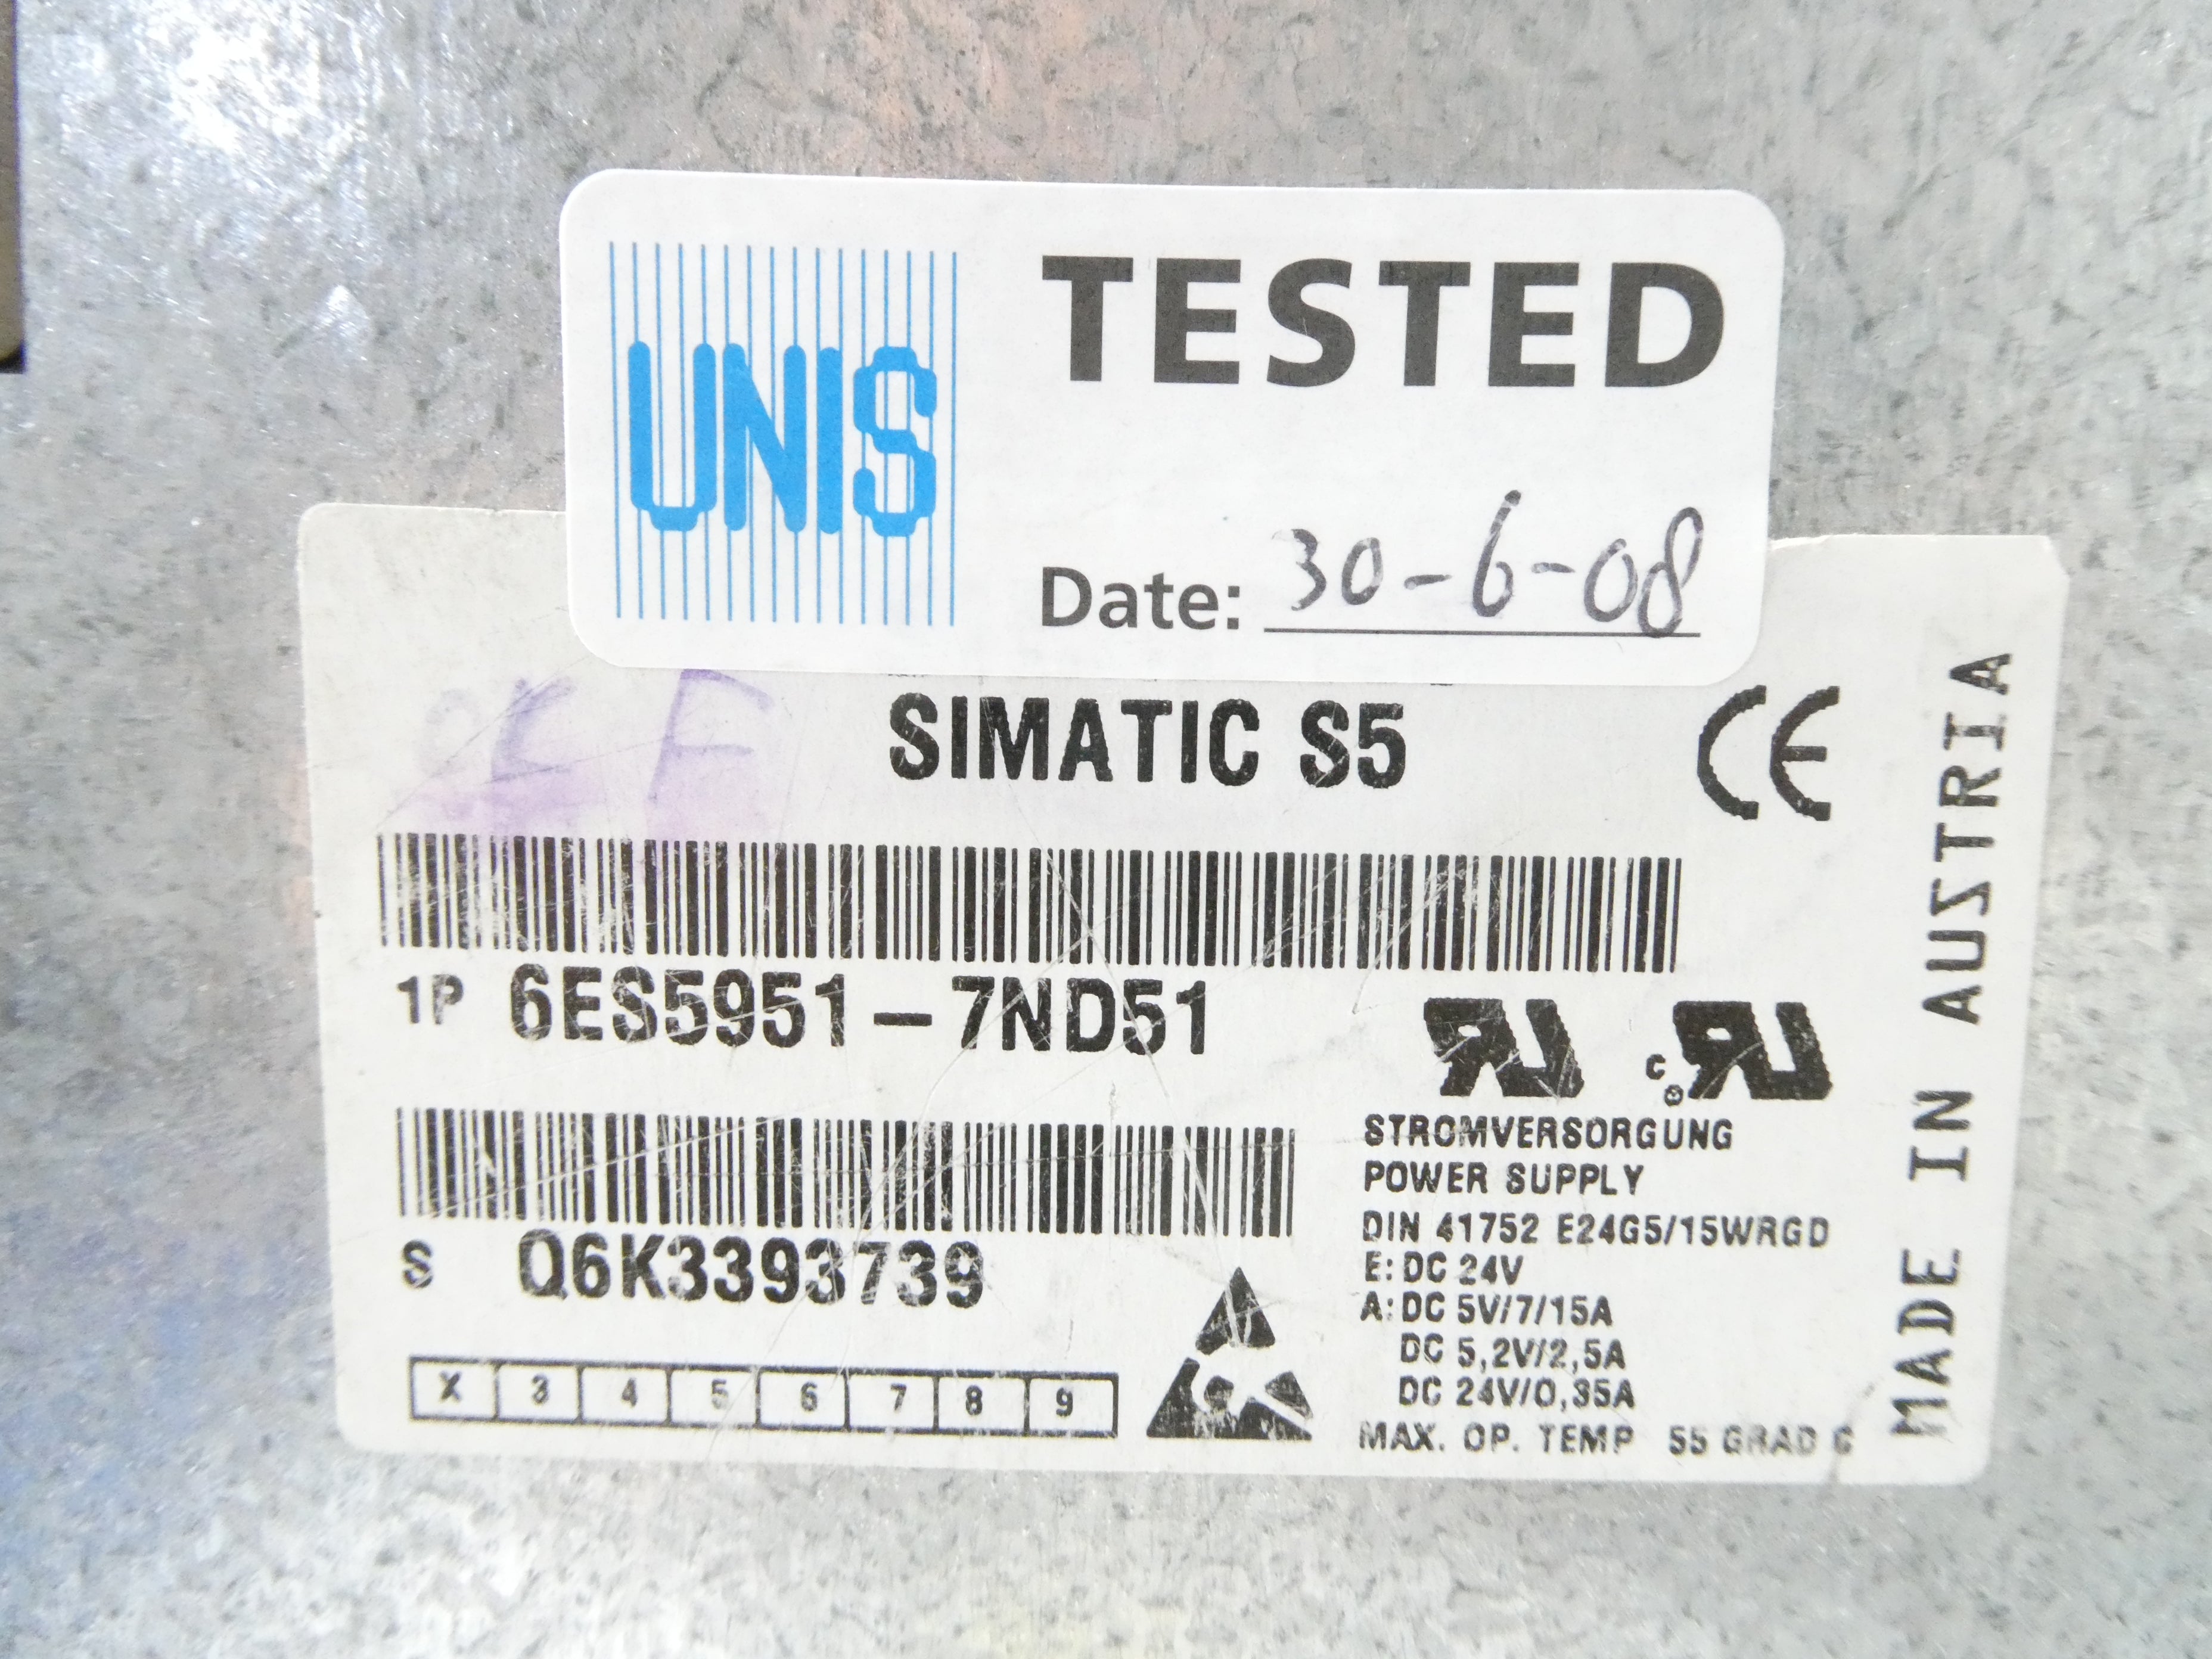 UNIS
TESTED
Date: 30-6-08
SIMATIC S5
CE
1P 6ES5951-7ND51
S Q6K3393739
X 3 4 5 6 7 8 9
STROMVERSORGUNG
POWER SUPPLY
DIN 41752 E24G5/15WRGD
E: DC 24V
A: DC 5V/7/15A
DC 5,2V/2,5A
DC 24V/0,35A
MAX. OP. TEMP 55 GRAD C
MADE IN AUSTRIA